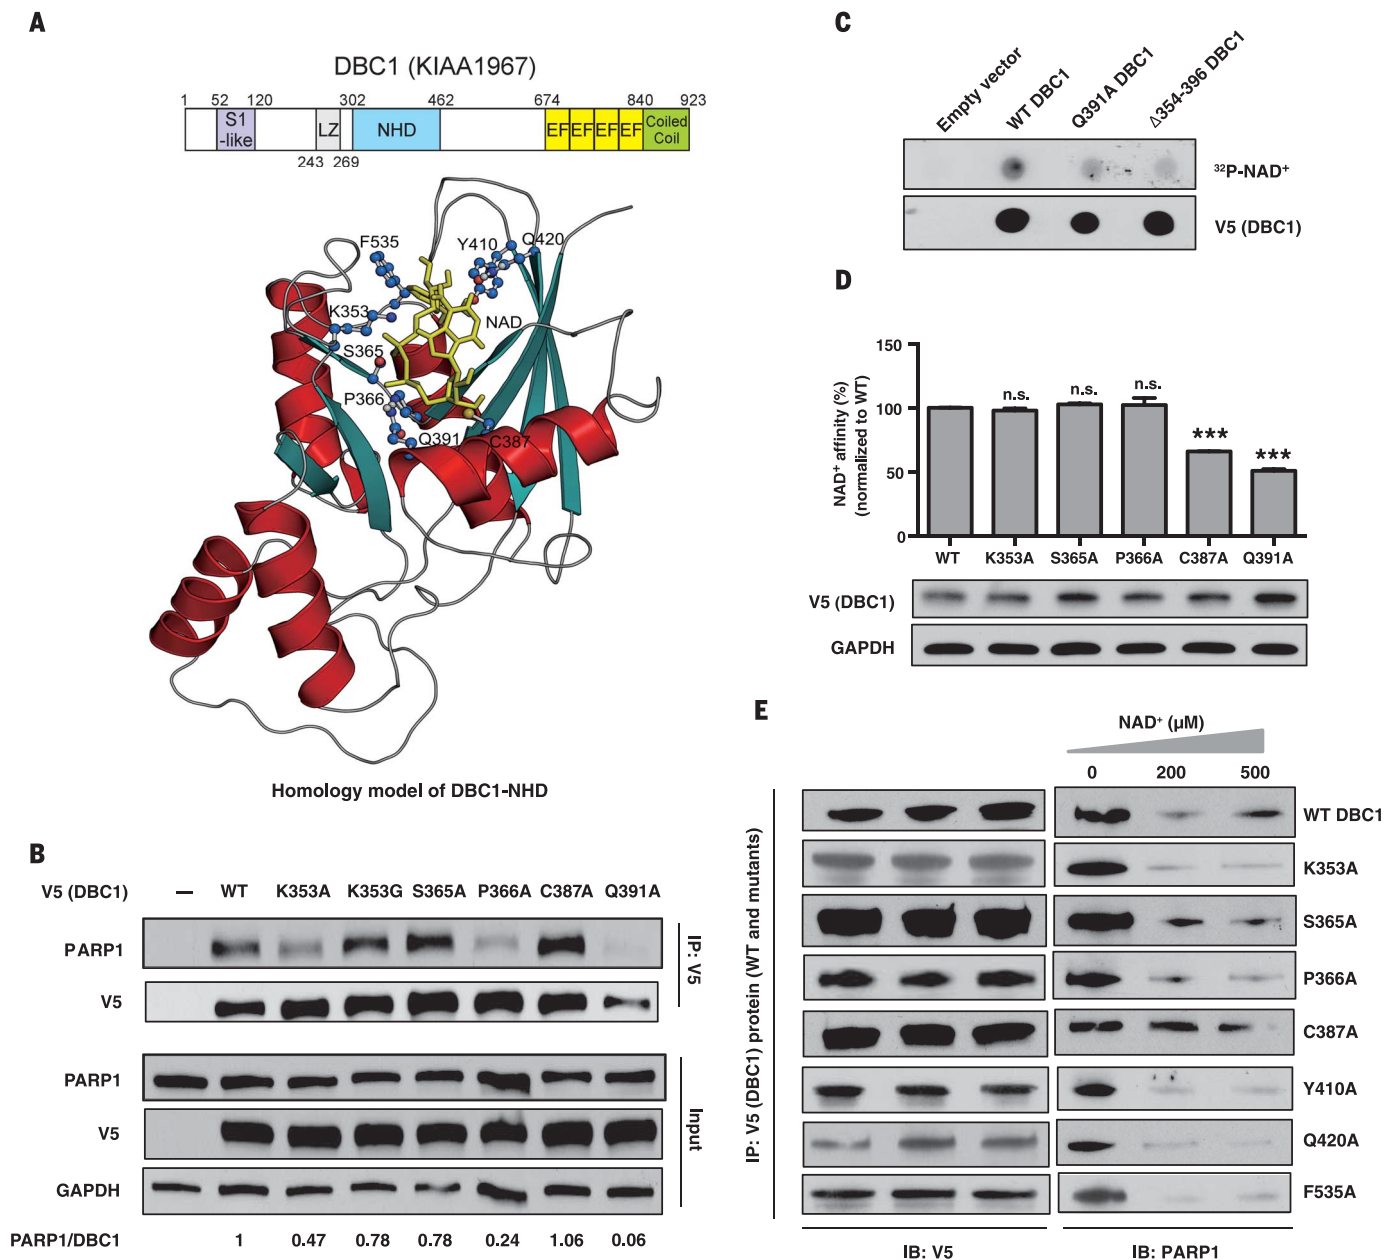 A
DBC1 (KIAA1967)
1 52 120 302 462 674 840 923
S1
-like
LZ
NHD
EF EF EF EF
Coiled
Coil
243 269
F535
Y410
Q420
K353
NAD
S365
P366
Q391
C387
Homology model of DBC1-NHD
B
V5 (DBC1) – WT K353A K353G S365A P366A C387A Q391A
PARP1
V5
IP: V5
PARP1
V5
GAPDH
Input
PARP1/DBC1 1 0.47 0.78 0.78 0.24 1.06 0.06
C
Empty vector
WT DBC1
Q391A DBC1
Δ354-396 DBC1
³²P-NAD⁺
V5 (DBC1)
D
NAD⁺ affinity (%)
(normalized to WT)
150
100
50
0
n.s. n.s. n.s. *** ***
WT K353A S365A P366A C387A Q391A
V5 (DBC1)
GAPDH
E
NAD⁺ (µM)
0 200 500
IP: V5 (DBC1) protein (WT and mutants)
WT DBC1
K353A
S365A
P366A
C387A
Y410A
Q420A
F535A
IB: V5 IB: PARP1